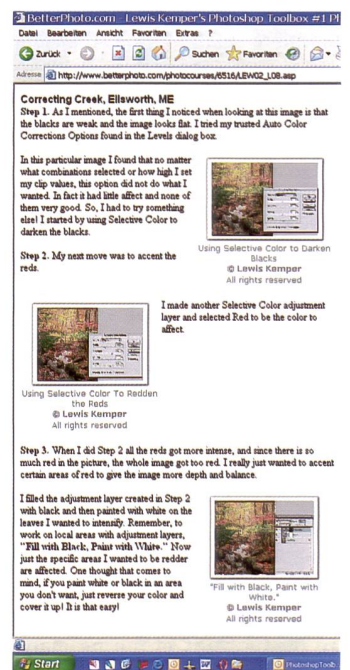 BetterPhoto.com - Lewis Kemper's Photoshop Toolbox #1
Datei Bearbeiten Ansicht Favoriten Extras ?
Zurück Suchen Favoriten
Adresse http://www.betterphoto.com/photocourses/6516/LEW02_L08.asp
Correcting Creek, Ellsworth, ME
Step 1. As I mentioned, the first thing I noticed when looking at this image is that
the blacks are weak and the image looks flat. I tried my trusted Auto Color
Corrections Options found in the Levels dialog box.
In this particular image I found that no matter
what combinations selected or how high I set
my clip values, this option did not do what I
wanted. In fact it had little affect and none of
them very good. So, I had to try something
else! I started by using Selective Color to
darken the blacks.
Using Selective Color to Darken
Blacks
© Lewis Kemper
All rights reserved
Step 2. My next move was to accent the
reds.
I made another Selective Color adjustment
layer and selected Red to be the color to
affect.
Using Selective Color To Redden
the Reds
© Lewis Kemper
All rights reserved
Step 3. When I did Step 2 all the reds got more intense, and since there is so
much red in the picture, the whole image got too red. I really just wanted to accent
certain areas of red to give the image more depth and balance.
I filled the adjustment layer created in Step 2
with black and then painted with white on the
leaves I wanted to intensify. Remember, to
work on local areas with adjustment layers,
"Fill with Black, Paint with White." Now
just the specific areas I wanted to be redder
are affected. One thought that comes to
mind, if you paint white or black in an area
you don't want, just reverse your color and
cover it up! It is that easy!
"Fill with Black, Paint with
White."
© Lewis Kemper
All rights reserved
Start PhotoshopToolb